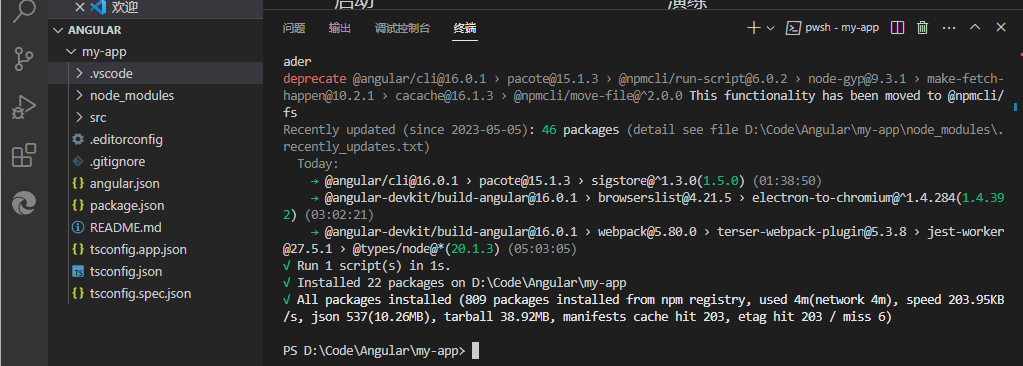 启动
演练
欢迎
ANGULAR
my-app
.vscode
node_modules
src
.editorconfig
.gitignore
angular.json
package.json
README.md
tsconfig.app.json
tsconfig.json
tsconfig.spec.json
问题 输出 调试控制台 终端 pwsh - my-app
ader
deprecate @angular/cli@16.0.1 › pacote@15.1.3 › @npmcli/run-script@6.0.2 › node-gyp@9.3.1 › make-fetch-
happen@10.2.1 › cacache@16.1.3 › @npmcli/move-file@^2.0.0 This functionality has been moved to @npmcli/
fs
Recently updated (since 2023-05-05): 46 packages (detail see file D:\Code\Angular\my-app\node_modules\.
recently_updates.txt)
Today:
→ @angular/cli@16.0.1 › pacote@15.1.3 › sigstore@^1.3.0(1.5.0) (01:38:50)
→ @angular-devkit/build-angular@16.0.1 › browserslist@4.21.5 › electron-to-chromium@^1.4.284(1.4.39
2) (03:02:21)
→ @angular-devkit/build-angular@16.0.1 › webpack@5.80.0 › terser-webpack-plugin@5.3.8 › jest-worker
@27.5.1 › @types/node@*(20.1.3) (05:03:05)
√ Run 1 script(s) in 1s.
√ Installed 22 packages on D:\Code\Angular\my-app
√ All packages installed (809 packages installed from npm registry, used 4m(network 4m), speed 203.95KB
/s, json 537(10.26MB), tarball 38.92MB, manifests cache hit 203, etag hit 203 / miss 6)
PS D:\Code\Angular\my-app>